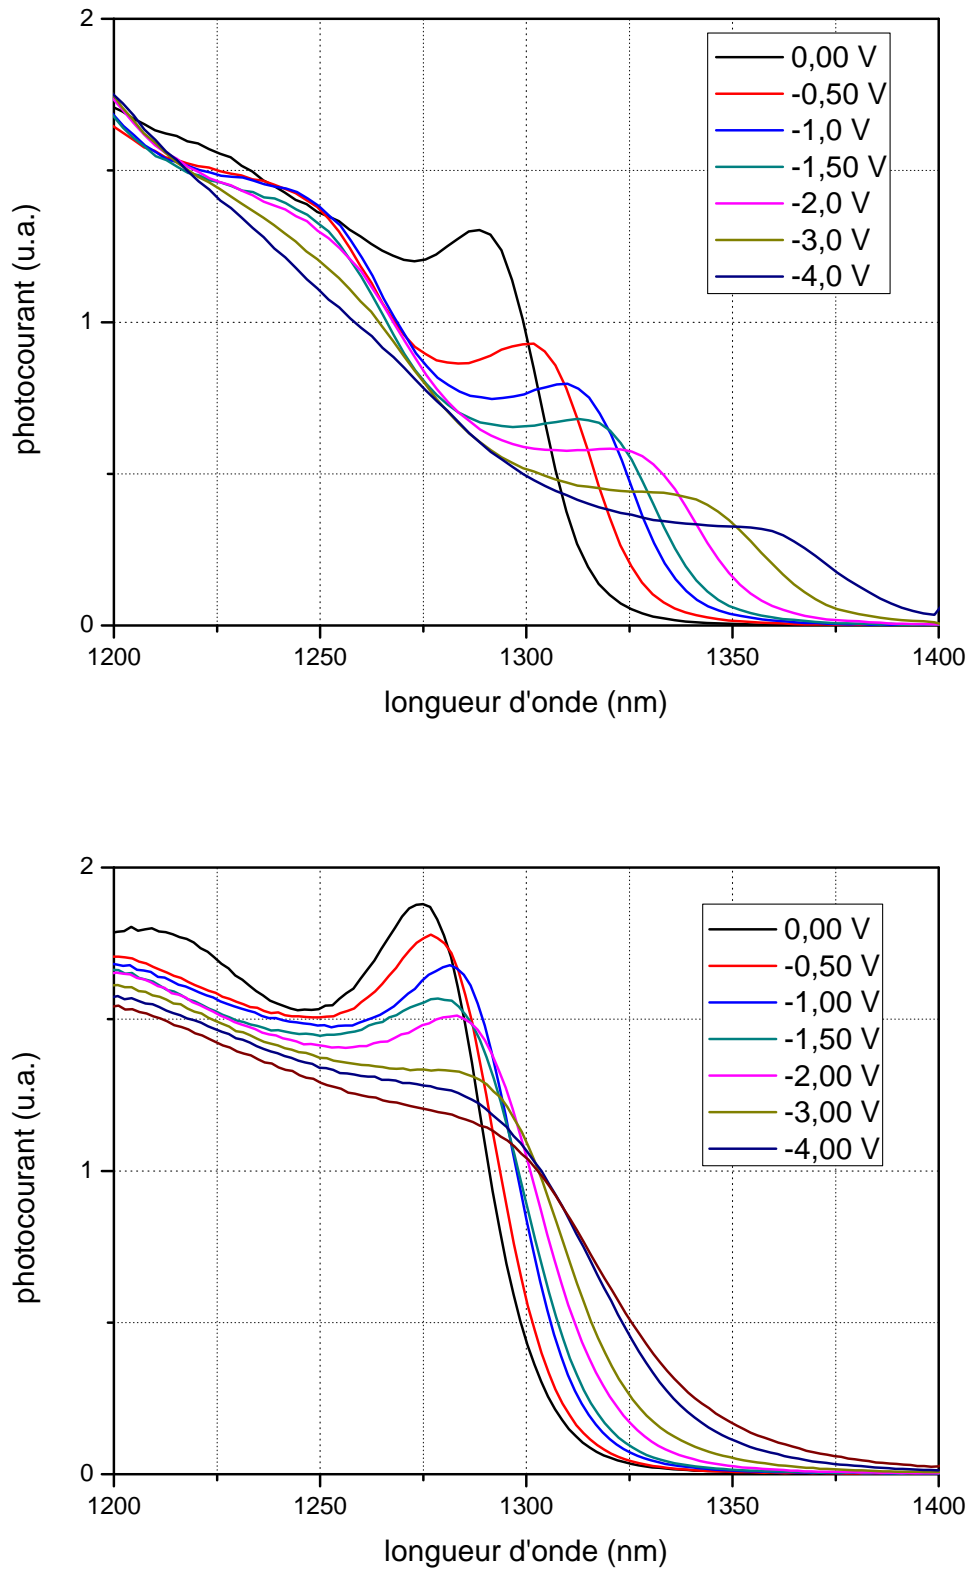 2
1
0
photocourant (u.a.)
0,00 V
-0,50 V
-1,0 V
-1,50 V
-2,0 V
-3,0 V
-4,0 V
1200 1250 1300 1350 1400
longueur d'onde (nm)
2
1
0
photocourant (u.a.)
0,00 V
-0,50 V
-1,00 V
-1,50 V
-2,00 V
-3,00 V
-4,00 V
1200 1250 1300 1350 1400
longueur d'onde (nm)